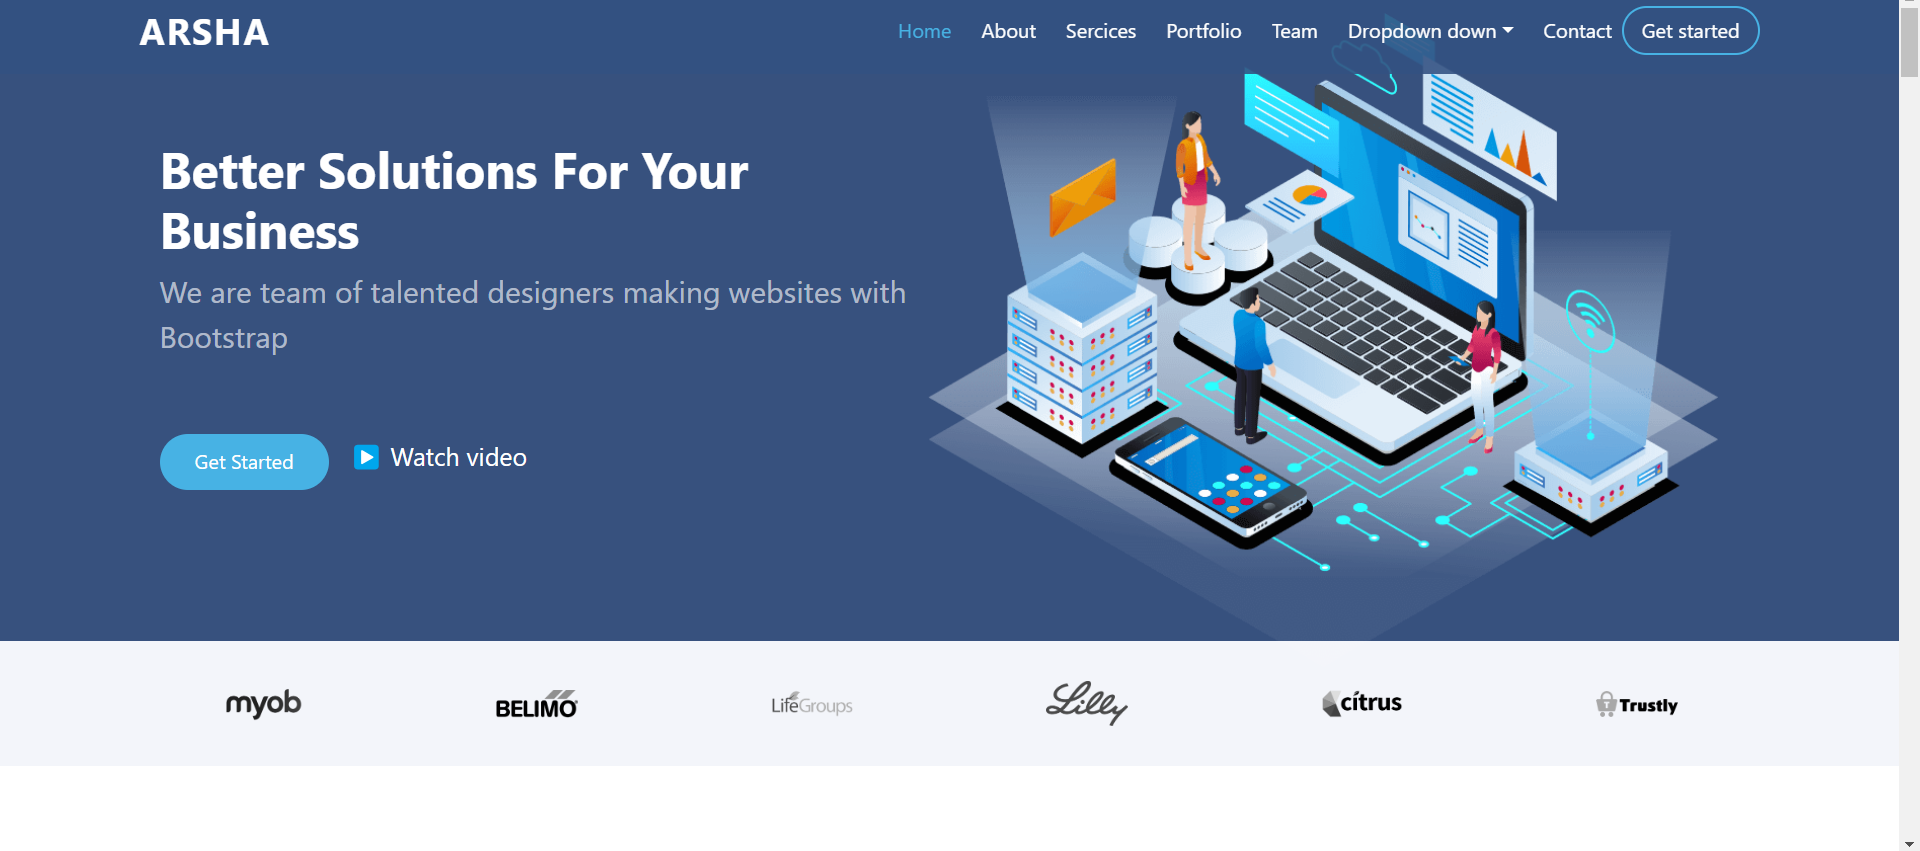 ARSHA
Home About Sercices Portfolio Team Dropdown down Contact Get started
Better Solutions For Your
Business
We are team of talented designers making websites with
Bootstrap
Get Started Watch video
myob BELIMO LifeGroups Lilly citrus Trustly